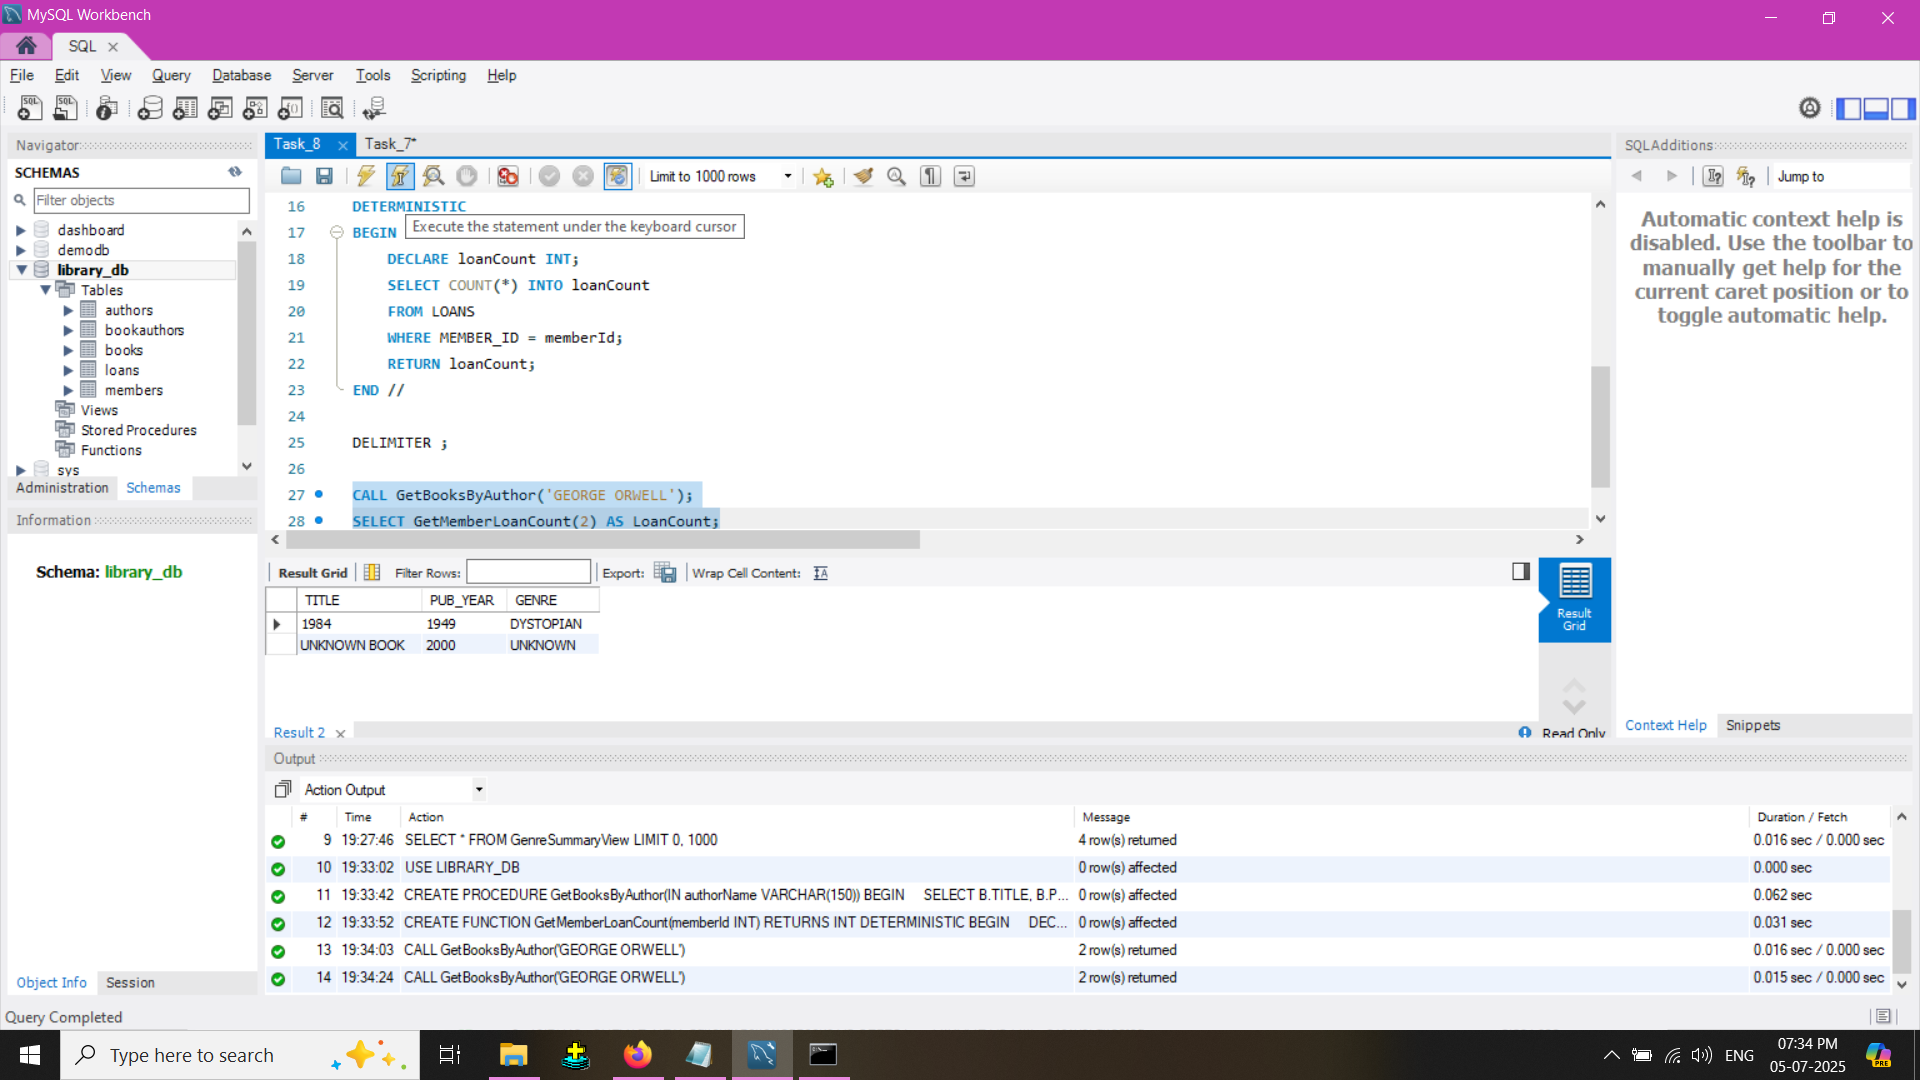 MySQL Workbench
SQL
File Edit View Query Database Server Tools Scripting Help
Navigator
SCHEMAS
Filter objects
dashboard
demodb
library_db
Tables
authors
bookauthors
books
loans
members
Views
Stored Procedures
Functions
sys
Administration Schemas
Information
Schema: library_db
Object Info Session
Query Completed
Task_8 Task_7*
Limit to 1000 rows
Execute the statement under the keyboard cursor
16 DETERMINISTIC
17 BEGIN
18 DECLARE loanCount INT;
19 SELECT COUNT(*) INTO loanCount
20 FROM LOANS
21 WHERE MEMBER_ID = memberId;
22 RETURN loanCount;
23 END //
24
25 DELIMITER ;
26
27 CALL GetBooksByAuthor('GEORGE ORWELL');
28 SELECT GetMemberLoanCount(2) AS LoanCount;
Result Grid Filter Rows: Export: Wrap Cell Content:
TITLE PUB_YEAR GENRE
1984 1949 DYSTOPIAN
UNKNOWN BOOK 2000 UNKNOWN
Result Grid
Result 2 Read Only
SQLAdditions
Jump to
Automatic context help is
disabled. Use the toolbar to
manually get help for the
current caret position or to
toggle automatic help.
Context Help Snippets
Output
Action Output
# Time Action Message Duration / Fetch
9 19:27:46 SELECT * FROM GenreSummaryView LIMIT 0, 1000 4 row(s) returned 0.016 sec / 0.000 sec
10 19:33:02 USE LIBRARY_DB 0 row(s) affected 0.000 sec
11 19:33:42 CREATE PROCEDURE GetBooksByAuthor(IN authorName VARCHAR(150)) BEGIN SELECT B.TITLE, B.P... 0 row(s) affected 0.062 sec
12 19:33:52 CREATE FUNCTION GetMemberLoanCount(memberId INT) RETURNS INT DETERMINISTIC BEGIN DEC... 0 row(s) affected 0.031 sec
13 19:34:03 CALL GetBooksByAuthor('GEORGE ORWELL') 2 row(s) returned 0.016 sec / 0.000 sec
14 19:34:24 CALL GetBooksByAuthor('GEORGE ORWELL') 2 row(s) returned 0.015 sec / 0.000 sec
Type here to search
ENG
07:34 PM
05-07-2025
PRE